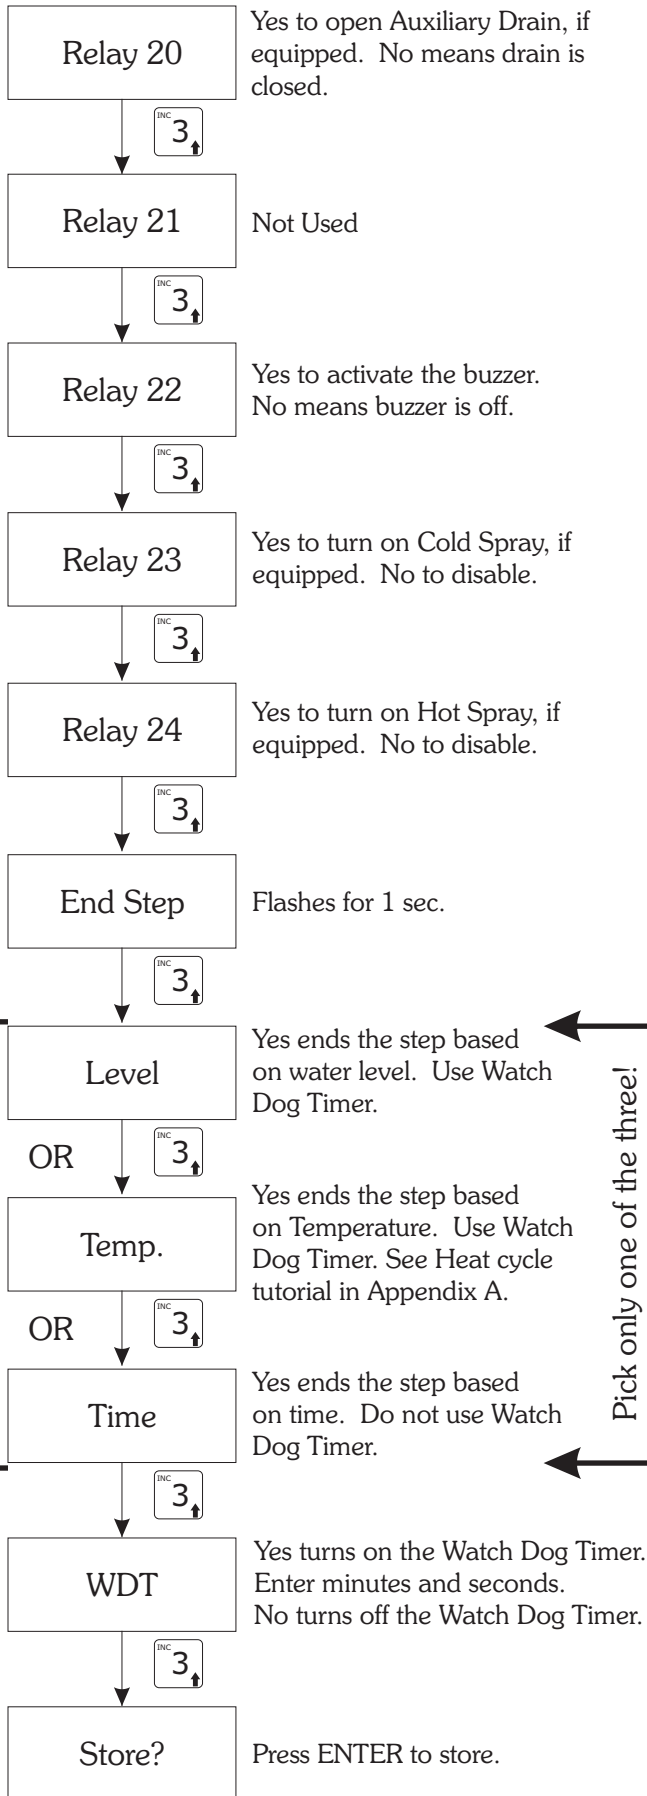 Relay 20
Yes to open Auxiliary Drain, if
equipped. No means drain is
closed.
INC
3
Relay 21
Not Used
INC
3
Relay 22
Yes to activate the buzzer.
No means buzzer is off.
INC
3
Relay 23
Yes to turn on Cold Spray, if
equipped. No to disable.
INC
3
Relay 24
Yes to turn on Hot Spray, if
equipped. No to disable.
INC
3
End Step
Flashes for 1 sec.
INC
3
Level
Yes ends the step based
on water level. Use Watch
Dog Timer.
Pick only one of the three!
OR
INC
3
Temp.
Yes ends the step based
on Temperature. Use Watch
Dog Timer. See Heat cycle
tutorial in Appendix A.
OR
INC
3
Time
Yes ends the step based
on time. Do not use Watch
Dog Timer.
INC
3
WDT
Yes turns on the Watch Dog Timer.
Enter minutes and seconds.
No turns off the Watch Dog Timer.
INC
3
Store?
Press ENTER to store.